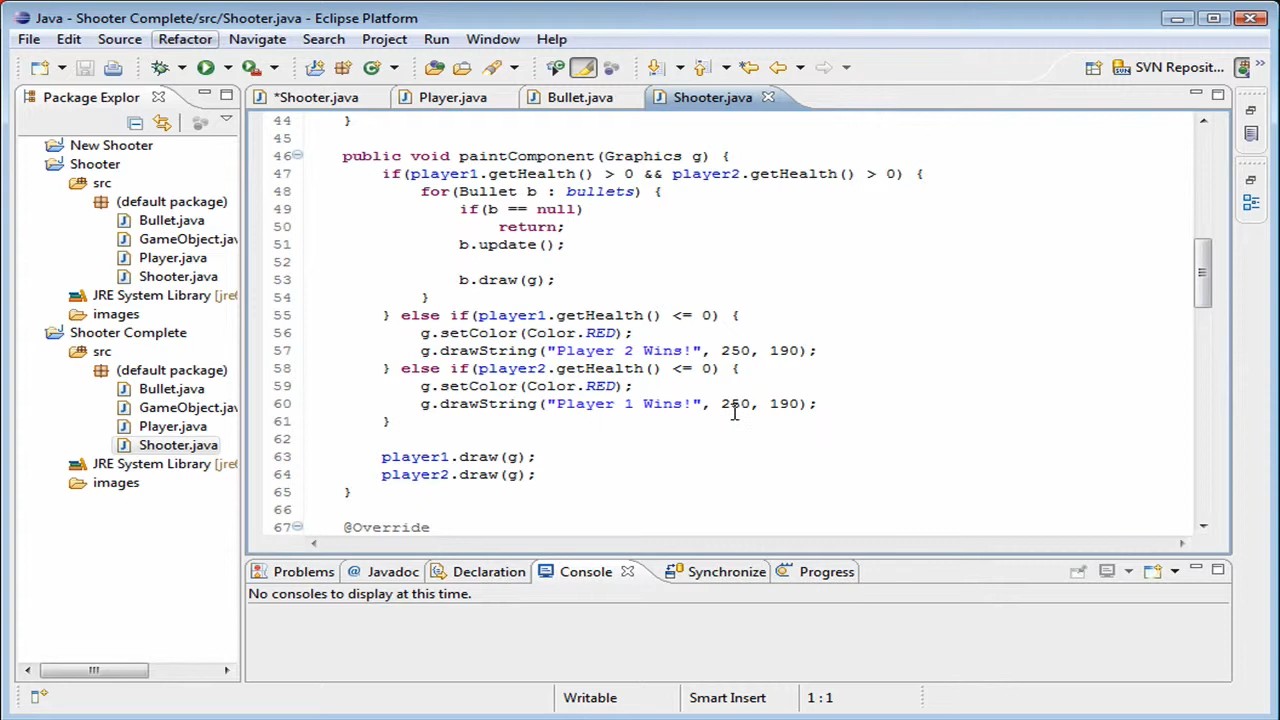 Java - Shooter Complete/src/Shooter.java - Eclipse Platform
File Edit Source Refactor Navigate Search Project Run Window Help
SVN Reposit...
Package Explor
*Shooter.java Player.java Bullet.java Shooter.java
New Shooter
Shooter
src
(default package)
Bullet.java
GameObject.jav
Player.java
Shooter.java
JRE System Library [jre6
images
Shooter Complete
src
(default package)
Bullet.java
GameObject.jav
Player.java
Shooter.java
JRE System Library [jre6
images
44 }
45
46 public void paintComponent(Graphics g) {
47 if(player1.getHealth() > 0 && player2.getHealth() > 0) {
48 for(Bullet b : bullets) {
49 if(b == null)
50 return;
51 b.update();
52
53 b.draw(g);
54 }
55 } else if(player1.getHealth() <= 0) {
56 g.setColor(Color.RED);
57 g.drawString("Player 2 Wins!", 250, 190);
58 } else if(player2.getHealth() <= 0) {
59 g.setColor(Color.RED);
60 g.drawString("Player 1 Wins!", 250, 190);
61 }
62
63 player1.draw(g);
64 player2.draw(g);
65 }
66
67 @Override
Problems Javadoc Declaration Console Synchronize Progress
No consoles to display at this time.
Writable Smart Insert 1 : 1